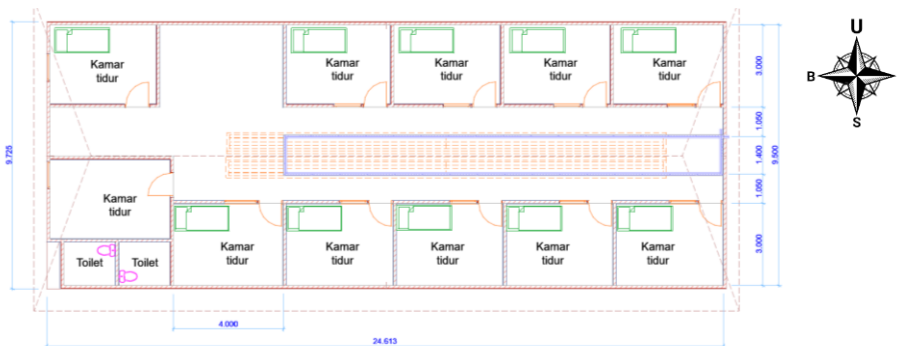 Kamar
tidur
Kamar
tidur
Kamar
tidur
Kamar
tidur
Kamar
tidur
U
B
S
3.000
1.050
9.725
1.400
9.500
1.050
Kamar
tidur
Kamar
tidur
Kamar
tidur
Kamar
tidur
Kamar
tidur
Kamar
tidur
3.000
Toilet
Toilet
4.000
24.613